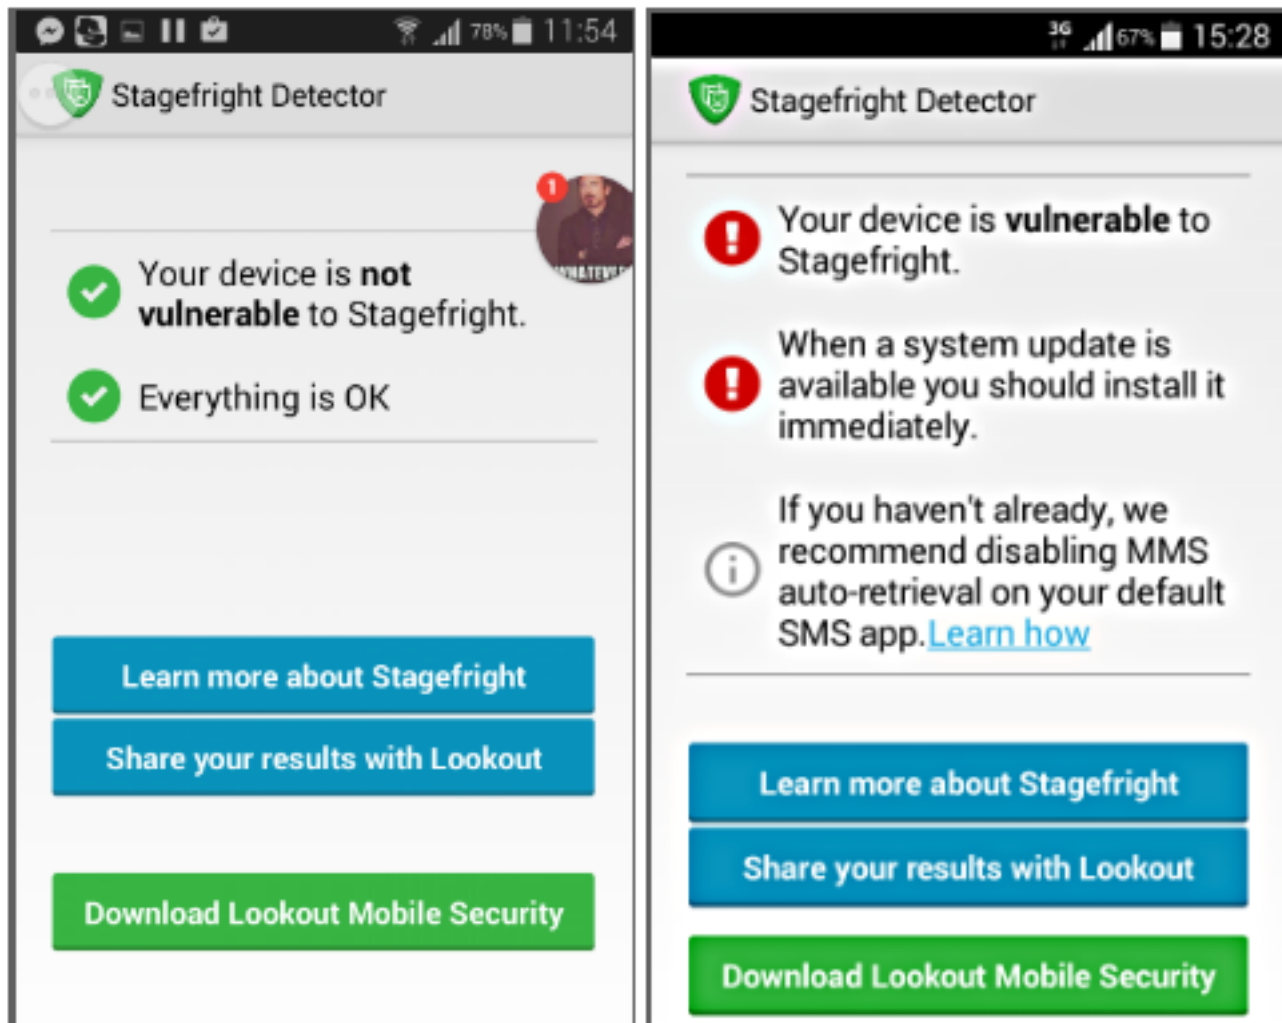 78% 11:54
Stagefright Detector
1
WHATEVER
Your device is not
vulnerable to Stagefright.
Everything is OK
Learn more about Stagefright
Share your results with Lookout
Download Lookout Mobile Security
3G 67% 15:28
Stagefright Detector
Your device is vulnerable to
Stagefright.
When a system update is
available you should install it
immediately.
If you haven't already, we
recommend disabling MMS
auto-retrieval on your default
SMS app. Learn how
Learn more about Stagefright
Share your results with Lookout
Download Lookout Mobile Security